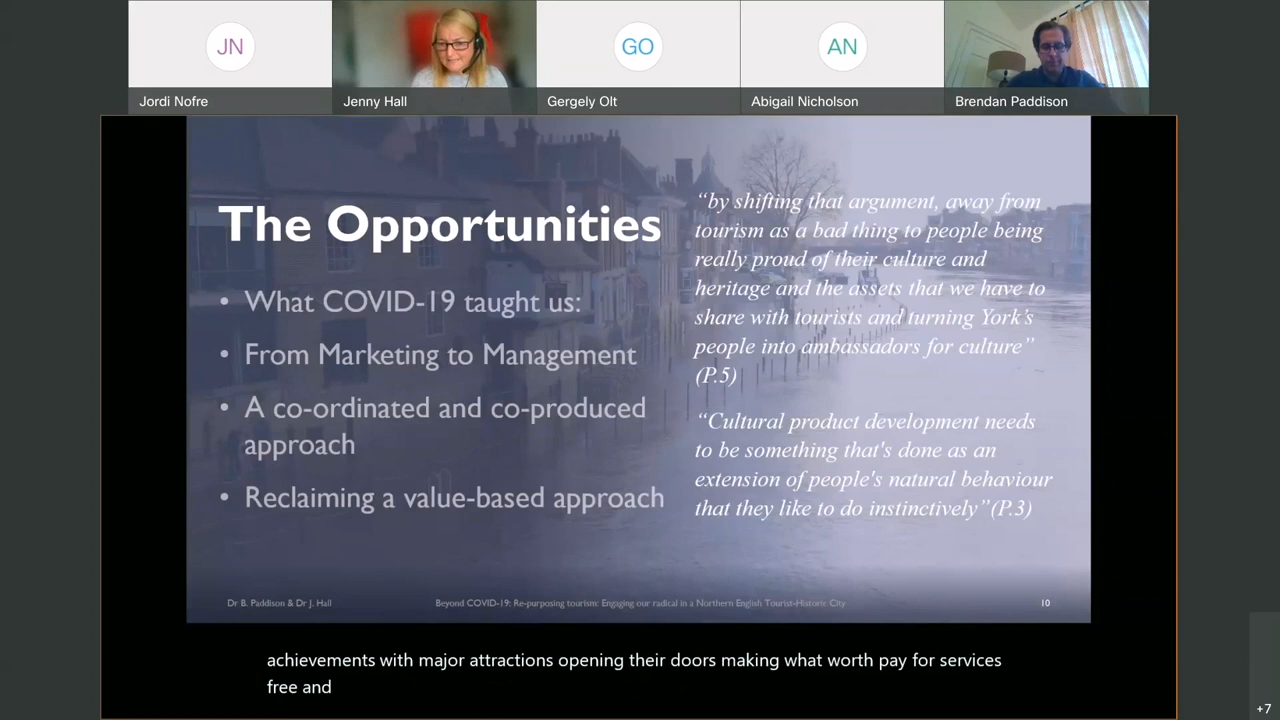 JN
Jordi Nofre
Jenny Hall
GO
Gergely Olt
AN
Abigail Nicholson
Brendan Paddison
The Opportunities
• What COVID-19 taught us:
• From Marketing to Management
• A co-ordinated and co-produced
approach
• Reclaiming a value-based approach
“by shifting that argument, away from
tourism as a bad thing to people being
really proud of their culture and
heritage and the assets that we have to
share with tourists and turning York’s
people into ambassadors for culture”
(P.5)
“Cultural product development needs
to be something that's done as an
extension of people's natural behaviour
that they like to do instinctively”(P.3)
Dr B. Paddison & Dr J. Hall
Beyond COVID-19: Re-purposing tourism: Engaging our radical in a Northern English Tourist-Historic City
10
achievements with major attractions opening their doors making what worth pay for services
free and
+7